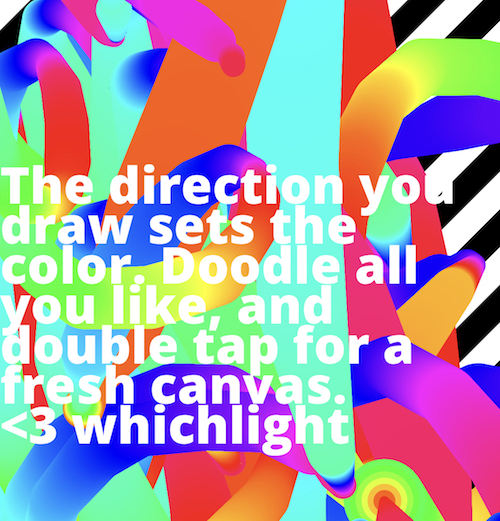 The direction you
draw sets the
color. Doodle all
you like, and
double tap for a
fresh canvas.
<3 whichlight